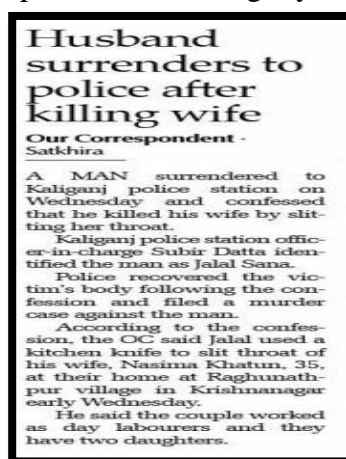 Husband
surrenders to
police after
killing wife
Our Correspondent ·
Satkhira
A MAN surrendered to
Kaliganj police station on
Wednesday and confessed
that he killed his wife by slit-
ting her throat.
Kaliganj police station offic-
er-in-charge Subir Datta iden-
tified the man as Jalal Sana.
Police recovered the vic-
tim's body following the con-
fession and filed a murder
case against the man.
According to the confes-
sion, the OC said Jalal used a
kitchen knife to slit throat of
his wife, Nasima Khatun, 35,
at their home at Raghunath-
pur village in Krishnanagar
early Wednesday.
He said the couple worked
as day labourers and they
have two daughters.